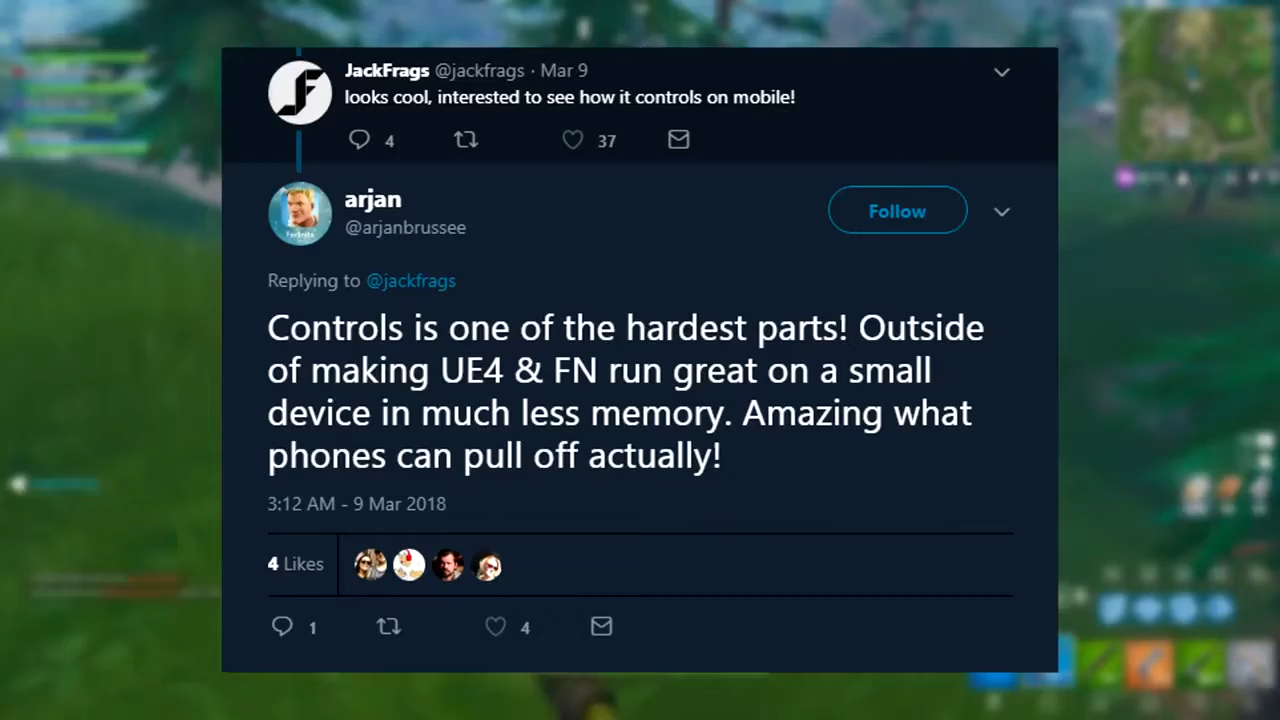 JackFrags @jackfrags · Mar 9
looks cool, interested to see how it controls on mobile!
4 37
arjan
@arjanbrussee
Follow
Replying to @jackfrags
Controls is one of the hardest parts! Outside
of making UE4 & FN run great on a small
device in much less memory. Amazing what
phones can pull off actually!
3:12 AM - 9 Mar 2018
4 Likes
1 4